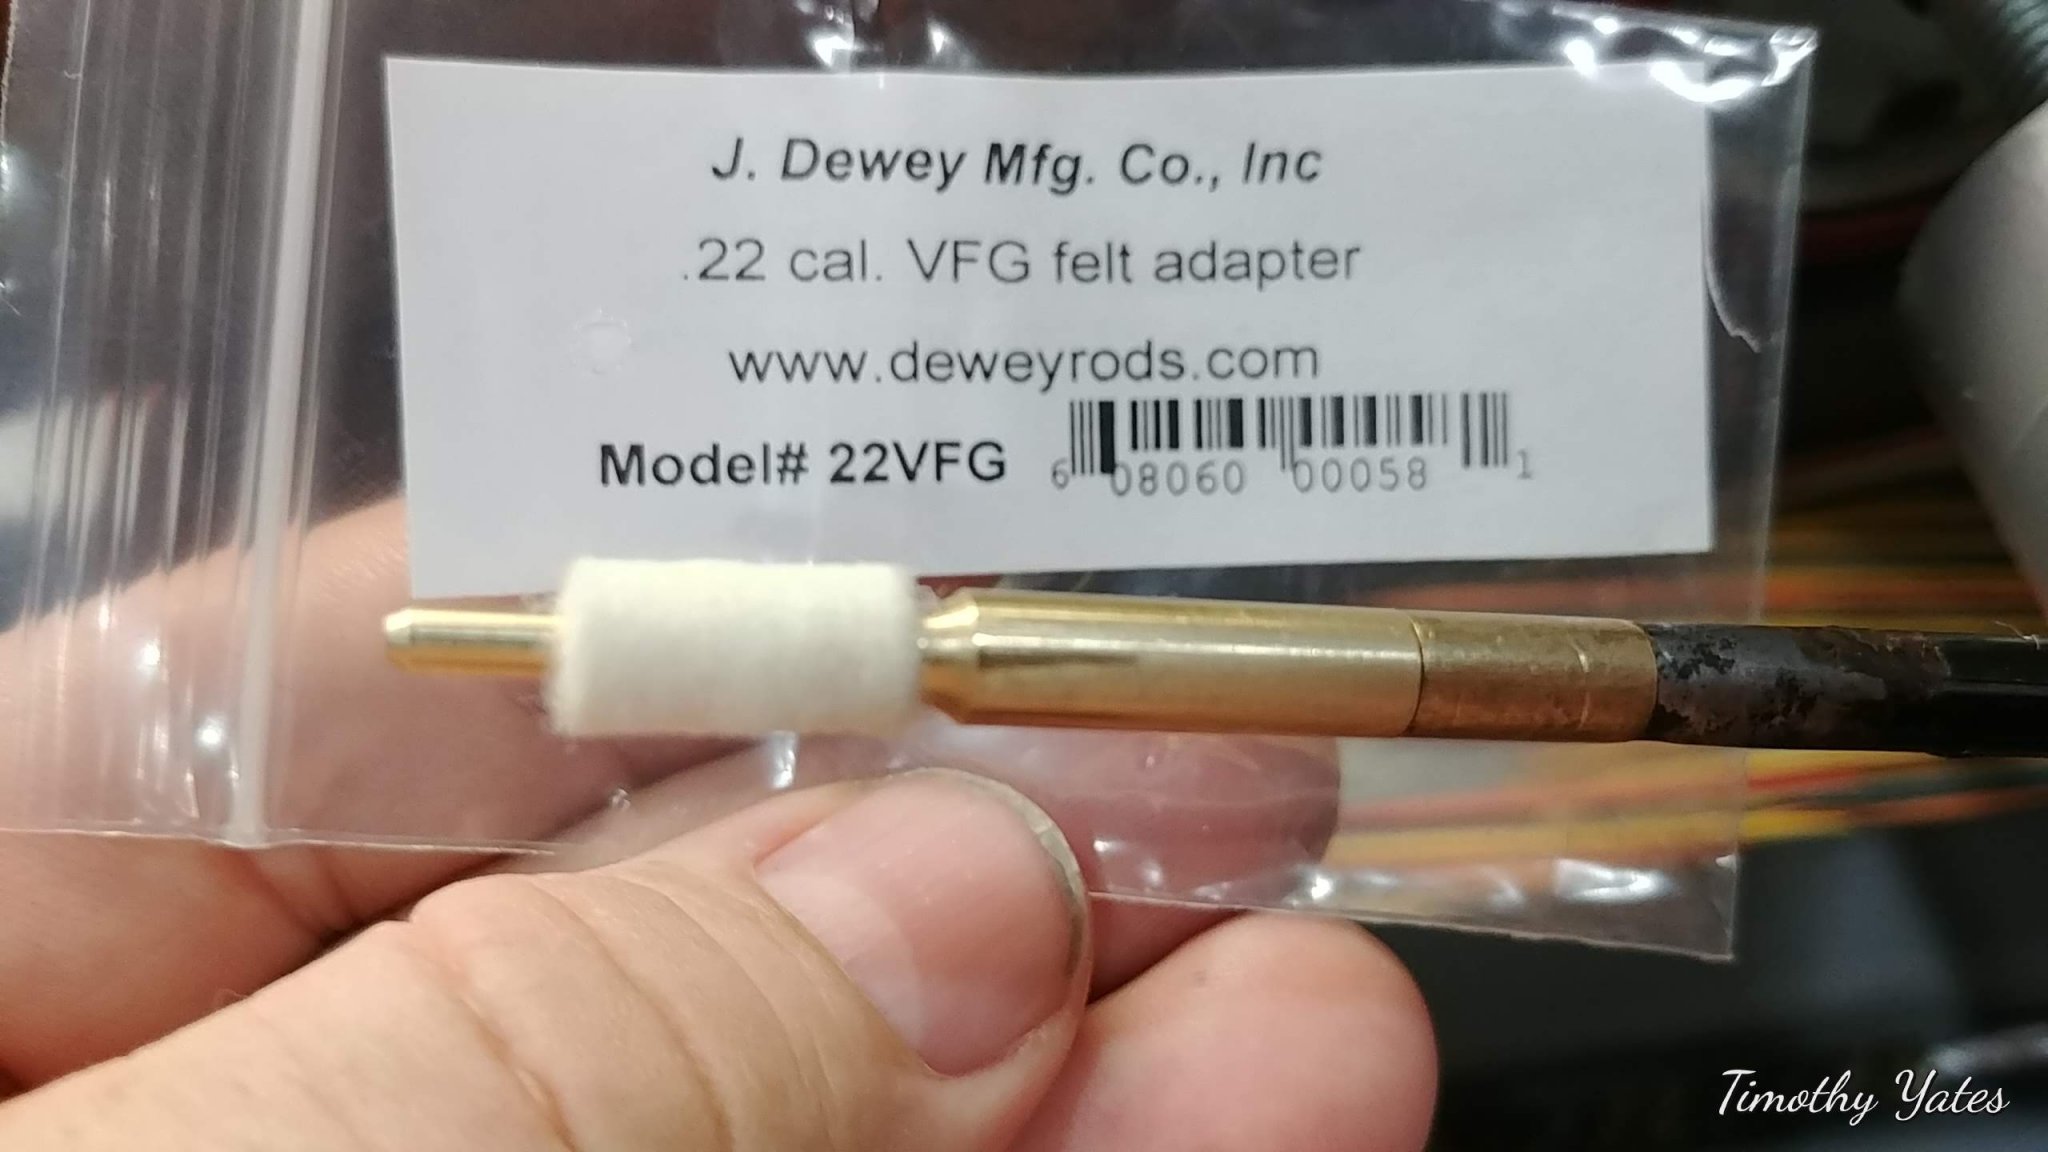 J. Dewey Mfg. Co., Inc
.22 cal. VFG felt adapter
www.deweyrods.com
Model# 22VFG 6 08060 00058 1
Timothy Yates